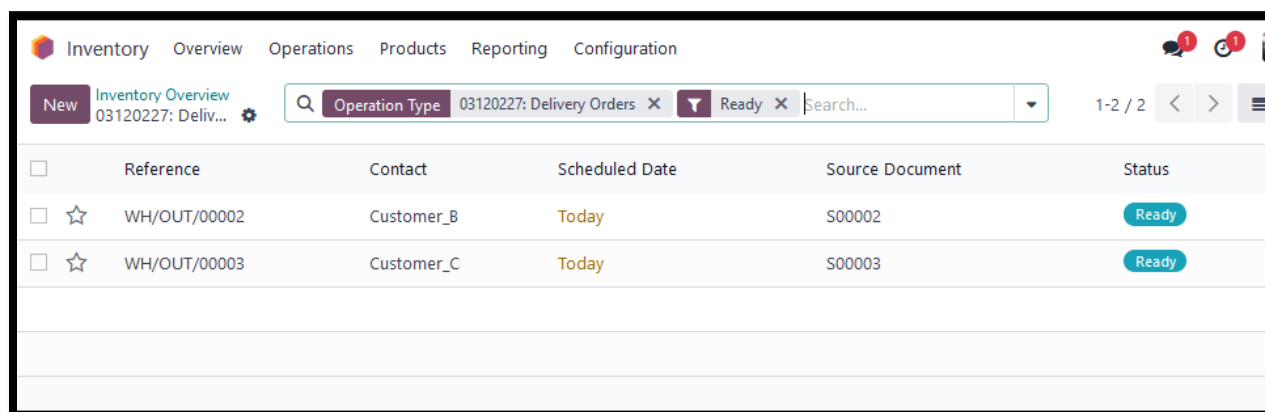 Inventory Overview Operations Products Reporting Configuration 1 1
New Inventory Overview Operation Type 03120227: Delivery Orders Ready Search... 1-2 / 2
03120227: Deliv...
Reference Contact Scheduled Date Source Document Status
WH/OUT/00002 Customer_B Today S00002 Ready
WH/OUT/00003 Customer_C Today S00003 Ready